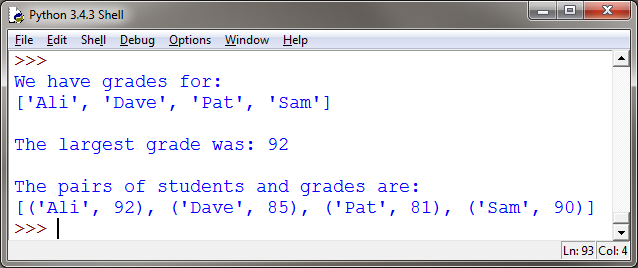 Python 3.4.3 Shell
File Edit Shell Debug Options Window Help
>>>
We have grades for:
['Ali', 'Dave', 'Pat', 'Sam']
The largest grade was: 92
The pairs of students and grades are:
[('Ali', 92), ('Dave', 85), ('Pat', 81), ('Sam', 90)]
>>>
Ln: 93 Col: 4